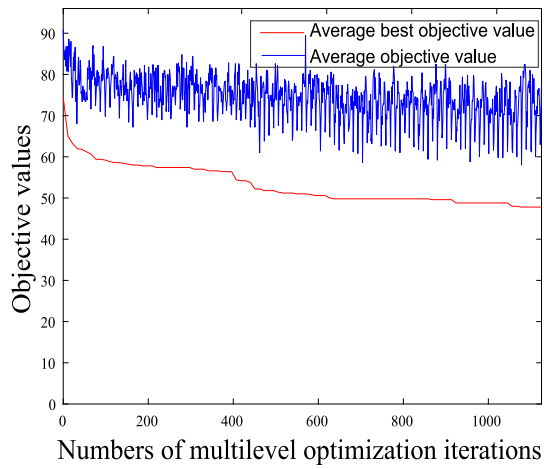 90
80
70
60
50
40
30
20
10
0
Objective values
Average best objective value
Average objective value
0 200 400 600 800 1000
Numbers of multilevel optimization iterations